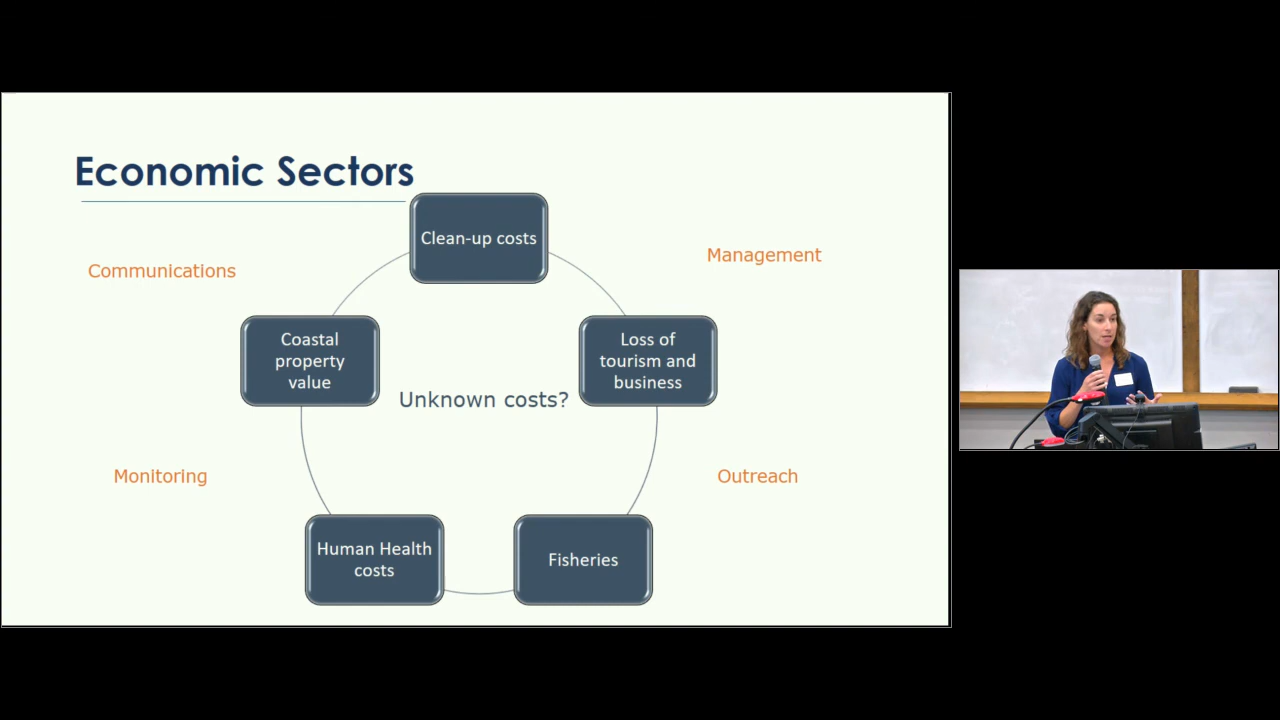 Economic Sectors
Clean-up costs
Communications
Management
Coastal
property
value
Loss of
tourism and
business
Unknown costs?
Monitoring
Outreach
Human Health
costs
Fisheries